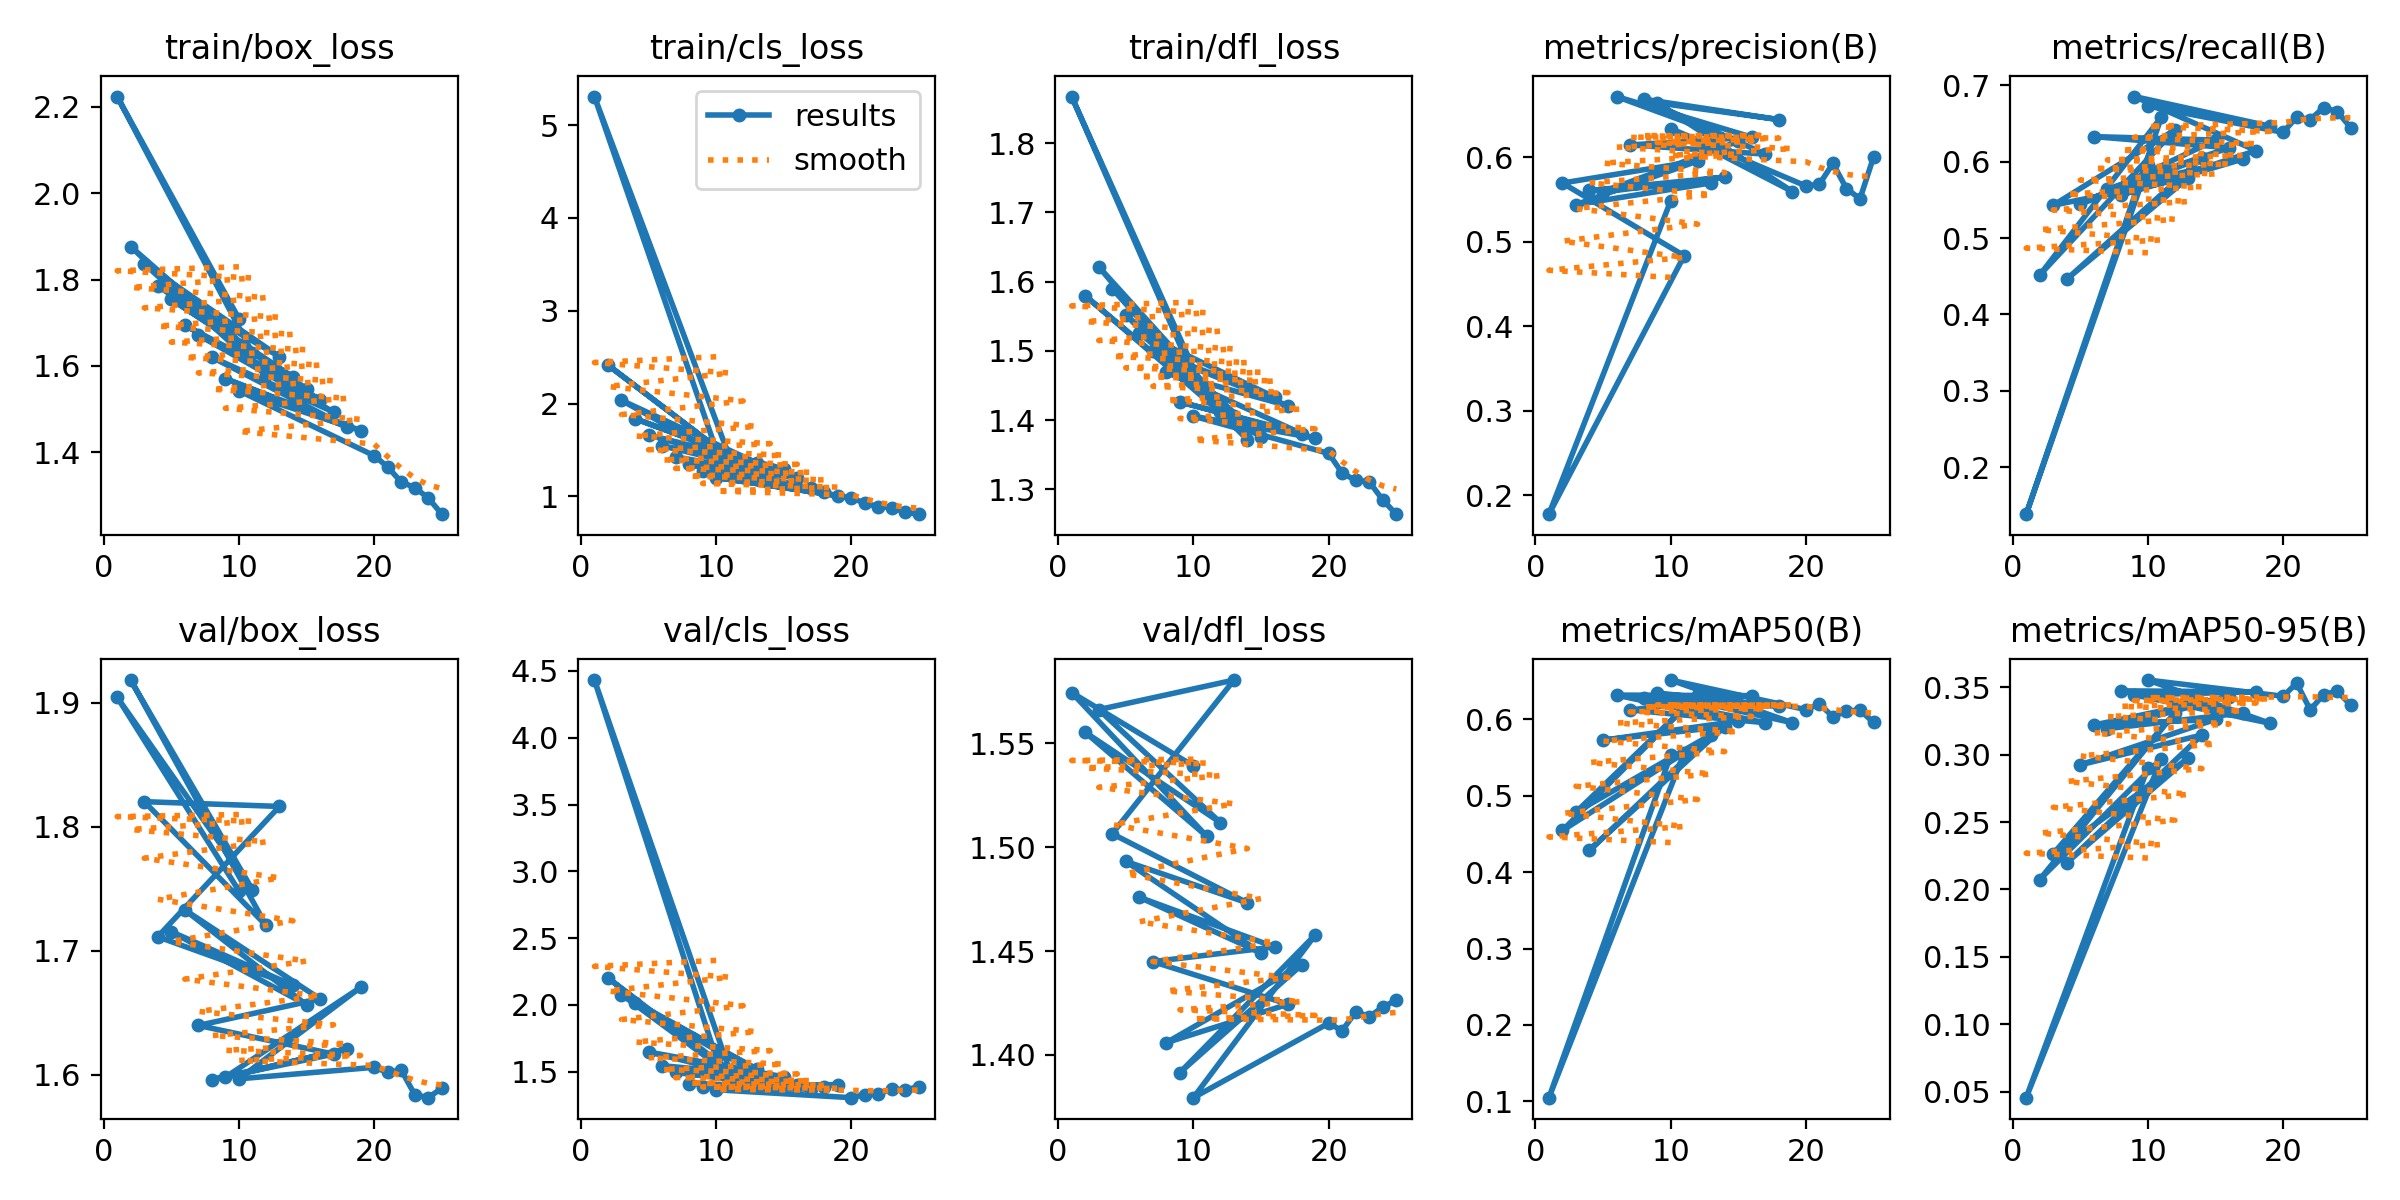 train/box_loss
2.2
2.0
1.8
1.6
1.4
0 10 20
train/cls_loss
results
smooth
5
4
3
2
1
0 10 20
train/dfl_loss
1.8
1.7
1.6
1.5
1.4
1.3
0 10 20
metrics/precision(B)
0.6
0.5
0.4
0.3
0.2
0 10 20
metrics/recall(B)
0.7
0.6
0.5
0.4
0.3
0.2
0 10 20
val/box_loss
1.9
1.8
1.7
1.6
0 10 20
val/cls_loss
4.5
4.0
3.5
3.0
2.5
2.0
1.5
0 10 20
val/dfl_loss
1.55
1.50
1.45
1.40
0 10 20
metrics/mAP50(B)
0.6
0.5
0.4
0.3
0.2
0.1
0 10 20
metrics/mAP50-95(B)
0.35
0.30
0.25
0.20
0.15
0.10
0.05
0 10 20